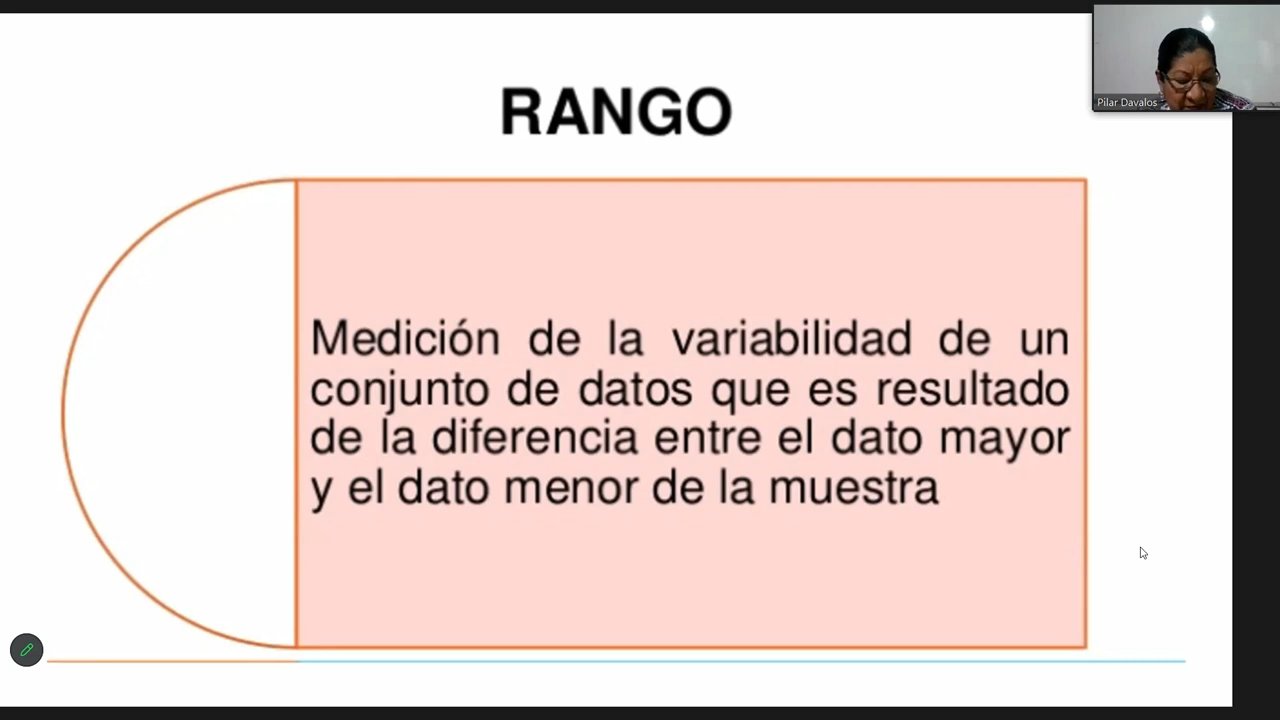 RANGO
Pilar Davalos
Medición de la variabilidad de un
conjunto de datos que es resultado
de la diferencia entre el dato mayor
y el dato menor de la muestra